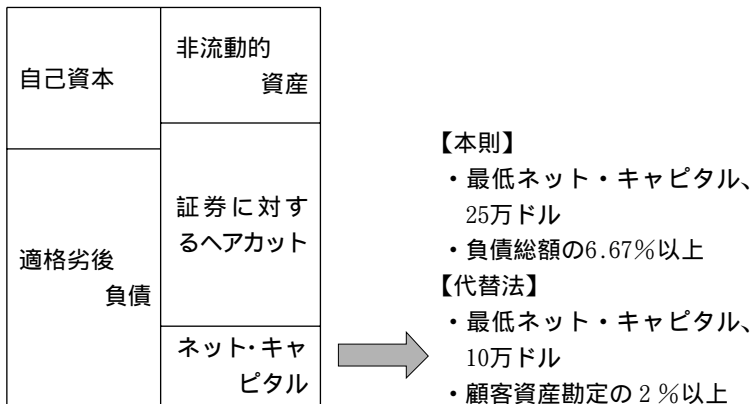 自己資本
適格劣後
負債
非流動的
資産
証券に対す
るヘアカット
ネット・キャ
ピタル
【本則】
・最低ネット・キャピタル、
25万ドル
・負債総額の6.67％以上
【代替法】
・最低ネット・キャピタル、
10万ドル
・顧客資産勘定の２％以上